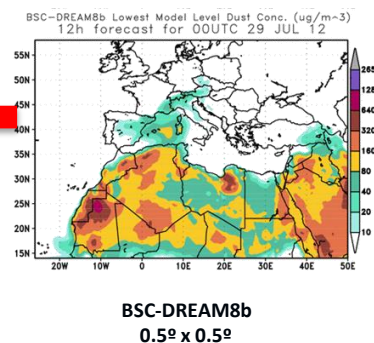 BSC-DREAM8b Lowest Model Level Dust Conc. (ug/m~3)
12h forecast for 00UTC 29 JUL 12
55N
50N
45N
40N
35N
30N
25N
20N
15N
20W 10W 0 10E 20E 30E 40E 50E
265
128
640
320
160
80
40
20
10
BSC-DREAM8b
0.5º x 0.5º